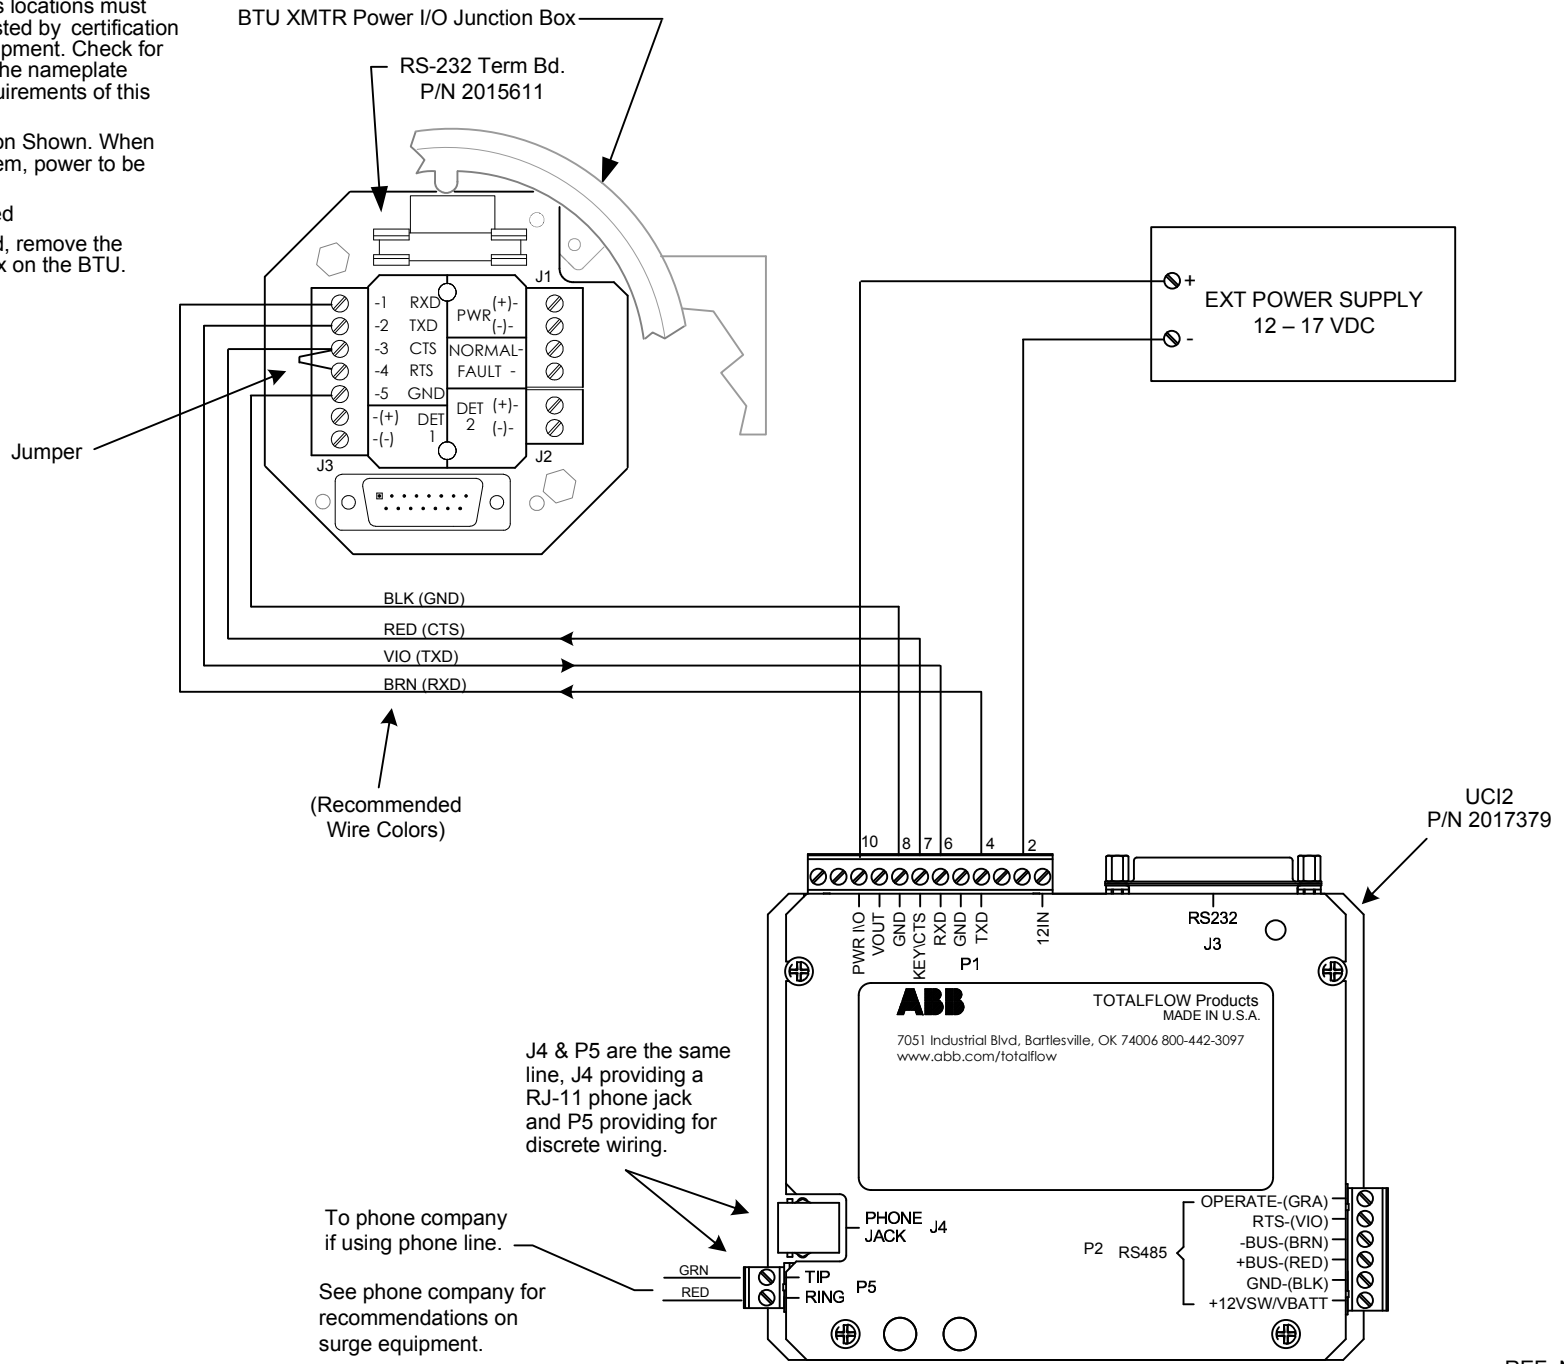 s locations must
sted by certification
pment. Check for
he nameplate
uirements of this
on Shown. When
em, power to be
ed
d, remove the
x on the BTU.
BTU XMTR Power I/O Junction Box
RS-232 Term Bd.
P/N 2015611
J1
-1 RXD
-2 TXD
-3 CTS
-4 RTS
-5 GND
-(+) DET
-(-) 1
PWR (+)-
(-)-
NORMAL-
FAULT -
DET (+)-
2 (-)-
J3
J2
Jumper
+ EXT POWER SUPPLY
12 – 17 VDC
-
BLK (GND)
RED (CTS)
VIO (TXD)
BRN (RXD)
(Recommended
Wire Colors)
UCI2
P/N 2017379
10 8 7 6 4 2
PWR I\O
VOUT
GND
KEY\CTS
RXD
GND
TXD
12IN
P1
RS232
J3
ABB
TOTALFLOW Products
MADE IN U.S.A.
7051 Industrial Blvd, Bartlesville, OK 74006 800-442-3097
www.abb.com/totalflow
J4 & P5 are the same
line, J4 providing a
RJ-11 phone jack
and P5 providing for
discrete wiring.
To phone company
if using phone line.
See phone company for
recommendations on
surge equipment.
PHONE
JACK J4
GRN
RED
TIP
RING
P5
P2 RS485
OPERATE-(GRA)
RTS-(VIO)
-BUS-(BRN)
+BUS-(RED)
GND-(BLK)
+12VSW/VBATT